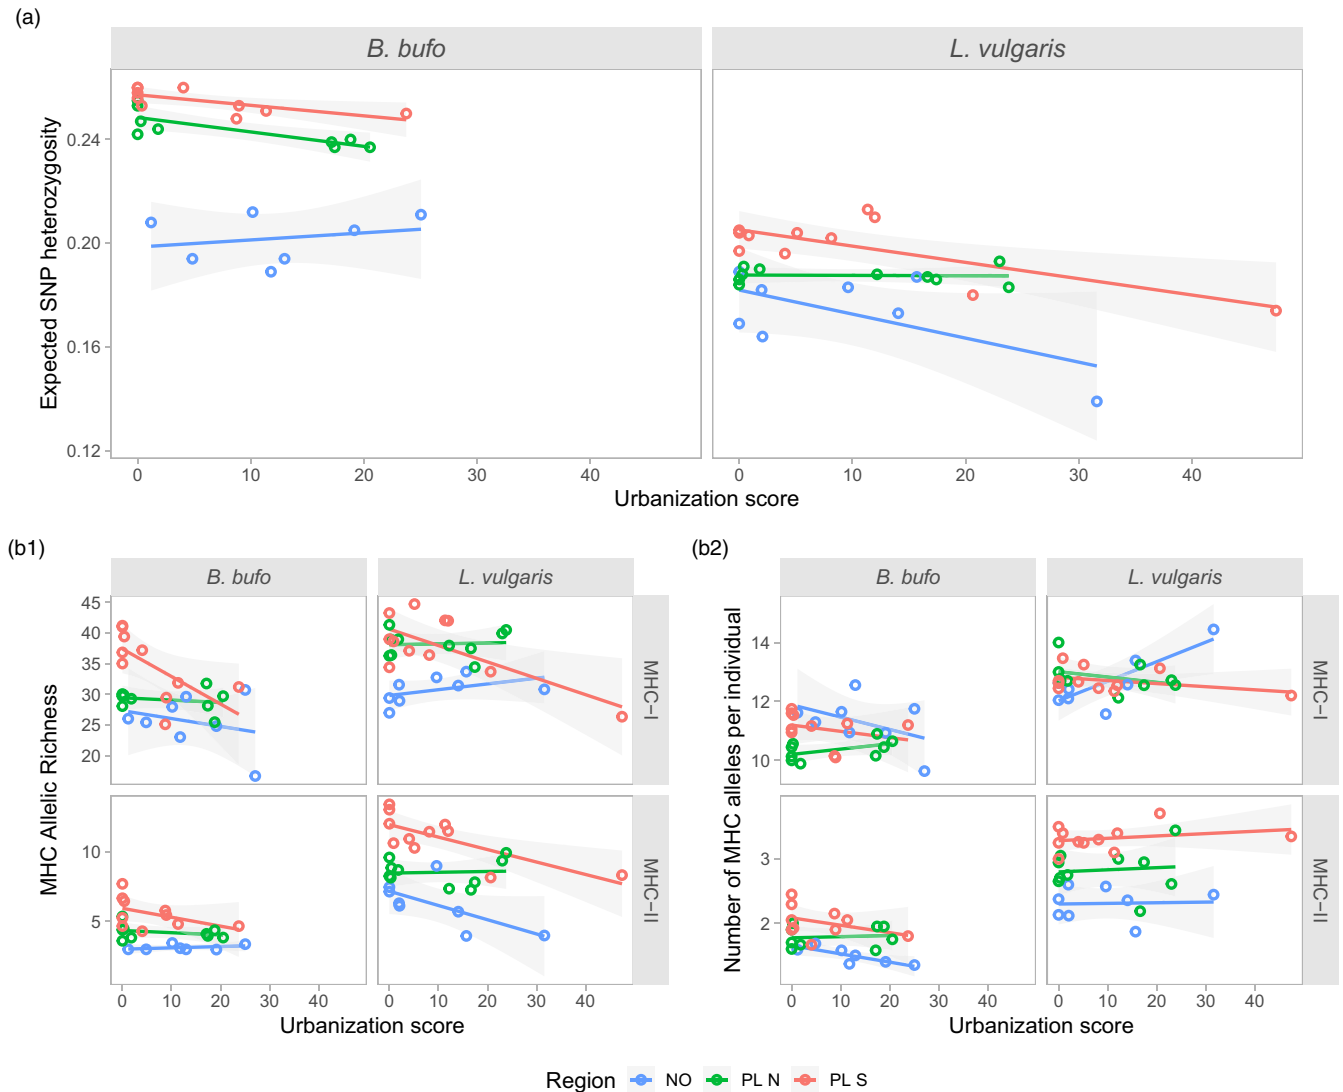 (a)
B. bufo
L. vulgaris
Expected SNP heterozygosity
0.24
0.20
0.16
0.12
0 10 20 30 40
0 10 20 30 40
Urbanization score
(b1)
B. bufo
L. vulgaris
MHC Allelic Richness
45
40
35
30
25
20
MHC−I
10
5
MHC−II
0 10 20 30 40
0 10 20 30 40
Urbanization score
(b2)
B. bufo
L. vulgaris
Number of MHC alleles per individual
14
12
10
MHC−I
3
2
MHC−II
0 10 20 30 40
0 10 20 30 40
Urbanization score
Region NO PL N PL S